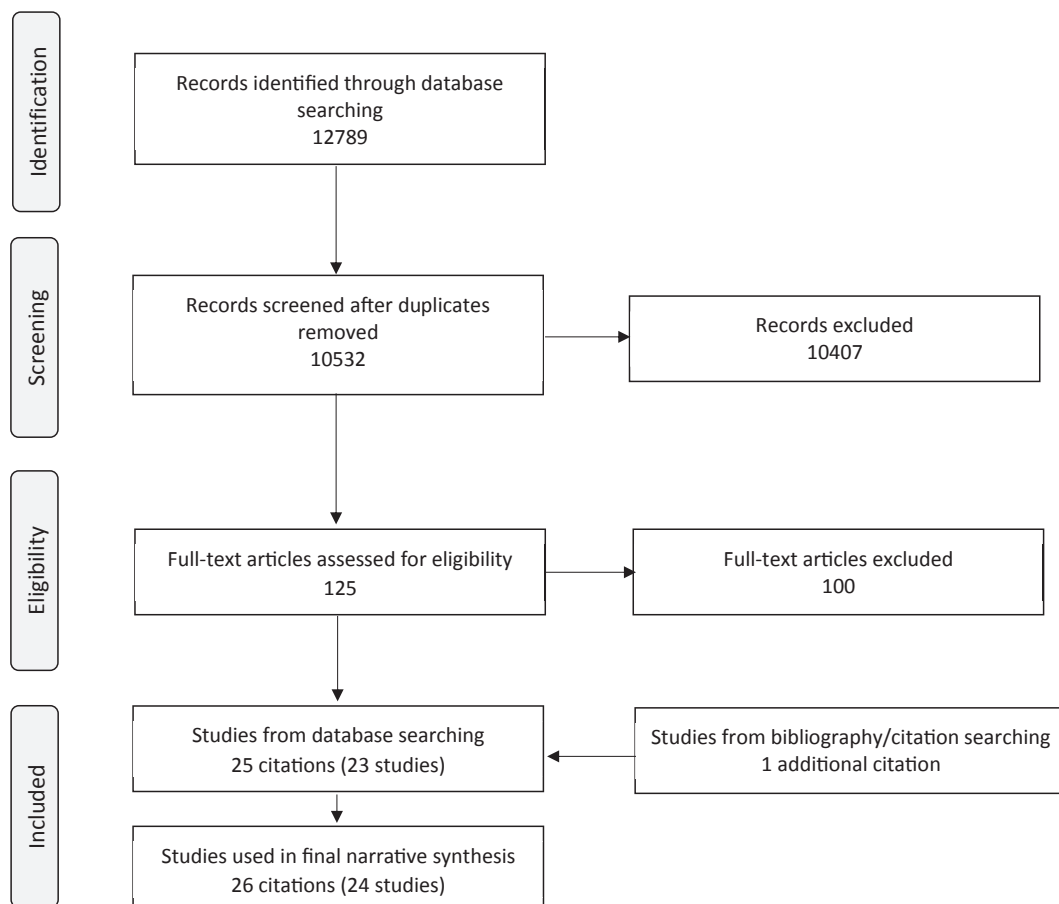 Identification
Records identified through database
searching
12789
Screening
Records screened after duplicates
removed
10532
Records excluded
10407
Eligibility
Full-text articles assessed for eligibility
125
Full-text articles excluded
100
Included
Studies from database searching
25 citations (23 studies)
Studies from bibliography/citation searching
1 additional citation
Studies used in final narrative synthesis
26 citations (24 studies)